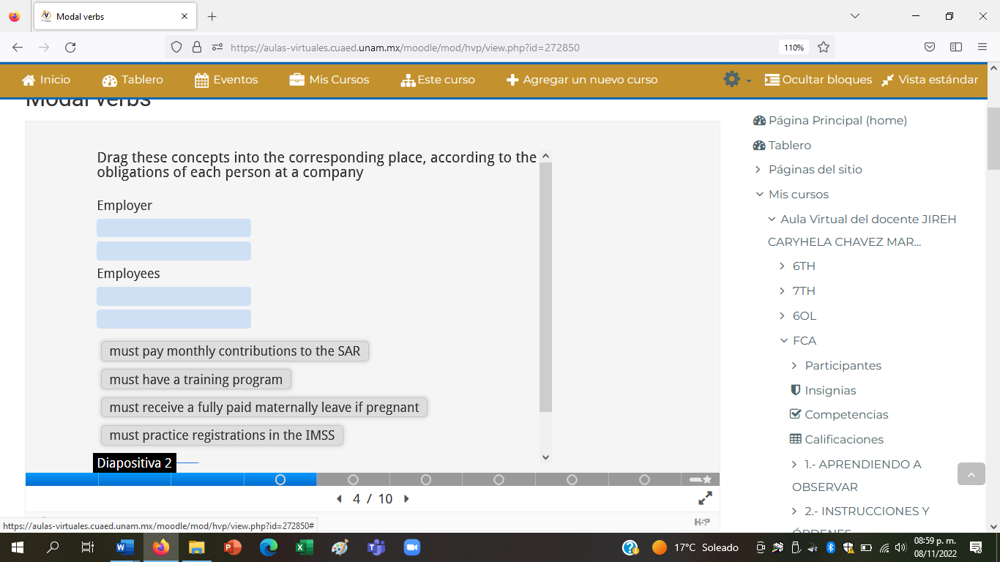 Modal verbs
https://aulas-virtuales.cuaed.unam.mx/moodle/mod/hvp/view.php?id=272850
110%
Inicio
Tablero
Eventos
Mis Cursos
Este curso
Agregar un nuevo curso
Ocultar bloques
Vista estándar
Modal verbs
Drag these concepts into the corresponding place, according to the
obligations of each person at a company
Employer
Employees
must pay monthly contributions to the SAR
must have a training program
must receive a fully paid maternally leave if pregnant
must practice registrations in the IMSS
Diapositiva 2
4 / 10
H5P
Página Principal (home)
Tablero
Páginas del sitio
Mis cursos
Aula Virtual del docente JIREH
CARYHELA CHAVEZ MAR...
6TH
7TH
6OL
FCA
Participantes
Insignias
Competencias
Calificaciones
1.- APRENDIENDO A
OBSERVAR
2.- INSTRUCCIONES Y
ÓRDENES
https://aulas-virtuales.cuaed.unam.mx/moodle/mod/hvp/view.php?id=272850#
17°C Soleado
08:59 p. m.
08/11/2022